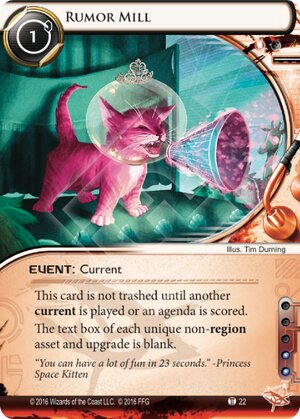 RUMOR MILL
1
Illus. Tim Durning
EVENT: Current
This card is not trashed until another
current is played or an agenda is scored.
The text box of each unique non-region
asset and upgrade is blank.
"You can have a lot of fun in 23 seconds." -Princess
Space Kitten
© 2016 Wizards of the Coast LLC. © 2016 FFG
22